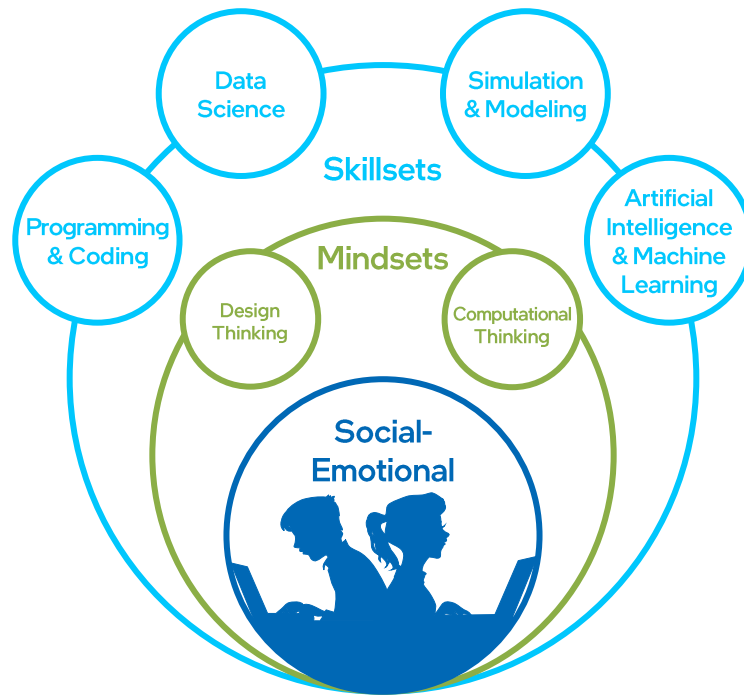 Data
Science
Simulation
& Modeling
Skillsets
Programming
& Coding
Artificial
Intelligence
& Machine
Learning
Mindsets
Design
Thinking
Computational
Thinking
Social-
Emotional